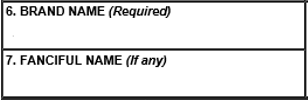 6. BRAND NAME (Required)
7. FANCIFUL NAME (If any)